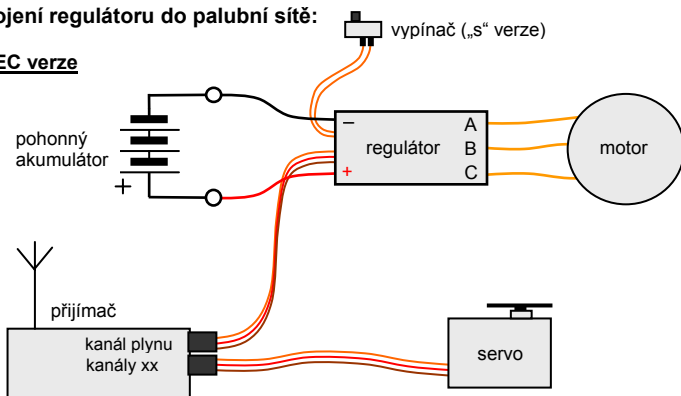 ojení regulátoru do palubní sítě:
vypínač („s“ verze)
EC verze
pohonný
akumulátor
+
−
+
regulátor
A
B
C
motor
přijímač
kanál plynu
kanály xx
servo